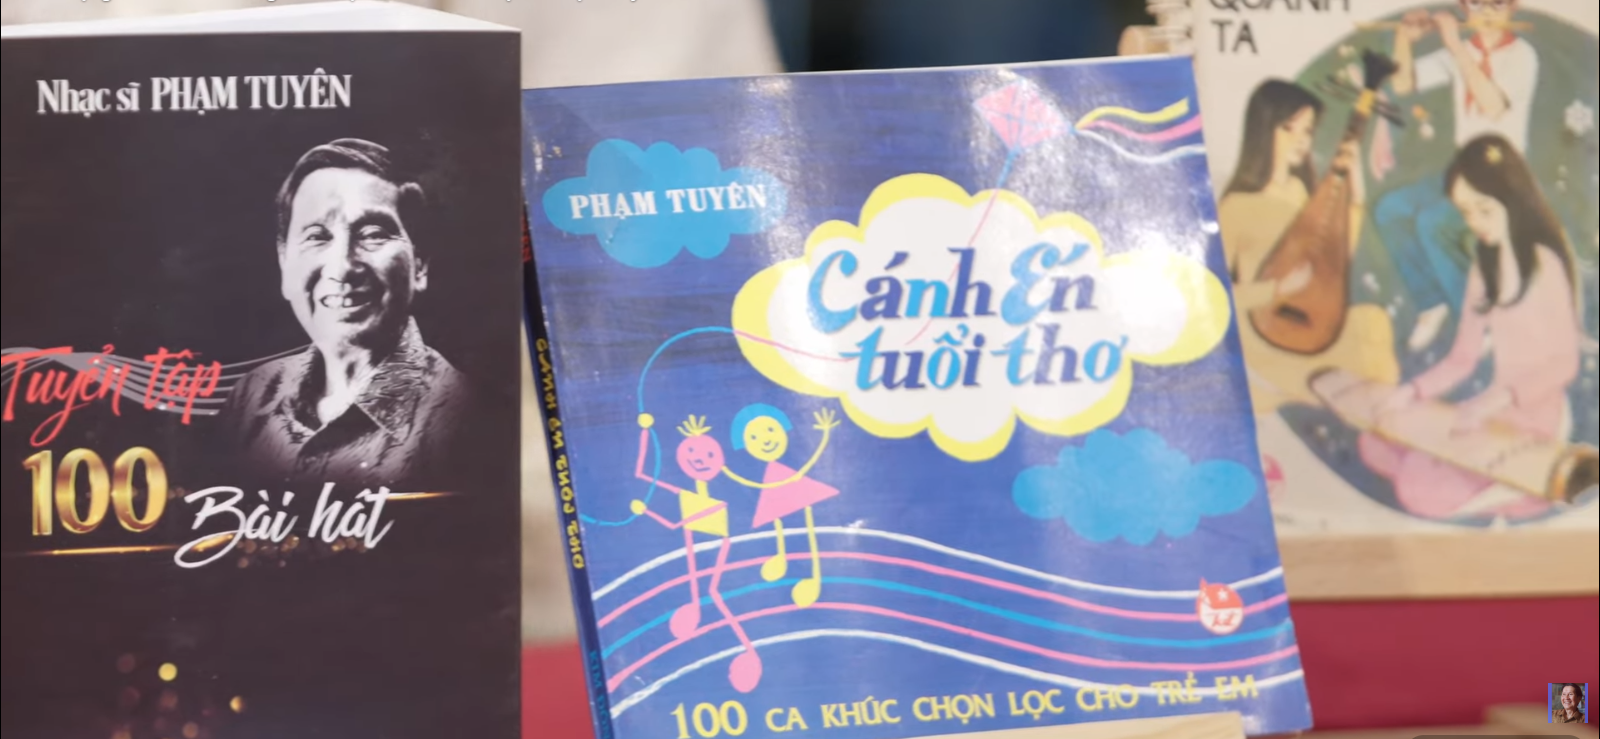 Nhạc sĩ PHẠM TUYÊN
Tuyển tập
100
Bài hát
PHẠM TUYÊN
Cánh Én
tuổi thơ
100 CA KHÚC CHỌN LỌC CHO TRẺ EM
QUANH
TA